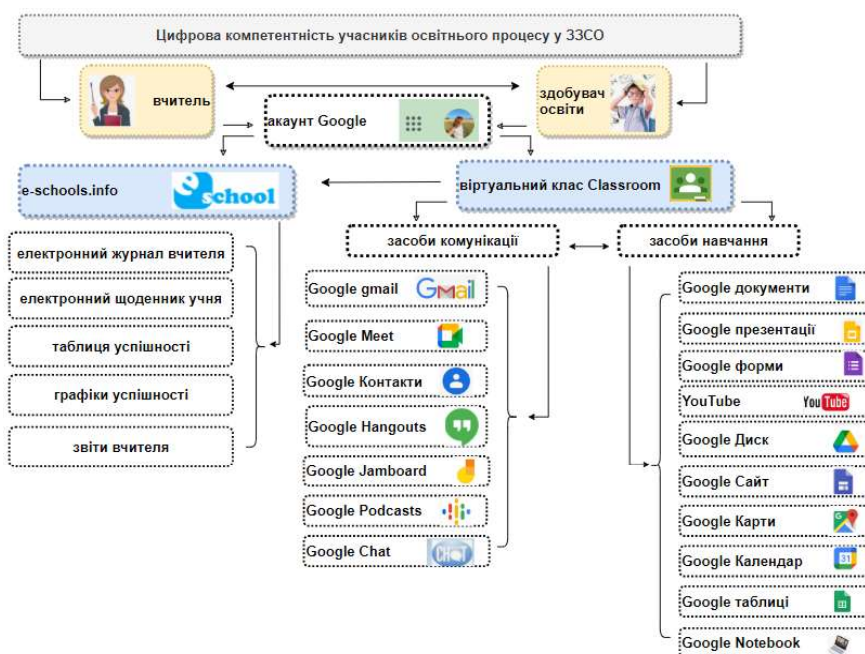 Цифрова компетентність учасників освітнього процесу у ЗЗСО
вчитель
здобувач
освіти
акаунт Google
e-schools.info
e school
віртуальний клас Classroom
засоби комунікації
засоби навчання
електронний журнал вчителя
електронний щоденник учня
таблиця успішності
графіки успішності
звіти вчителя
Google gmail
GMail
Google Meet
Google Контакти
Google Hangouts
Google Jamboard
Google Podcasts
Google Chat
CHAT
Google документи
Google презентації
Google форми
YouTube
YouTube
Google Диск
Google Сайт
Google Карти
Google Календар
31
Google таблиці
Google Notebook